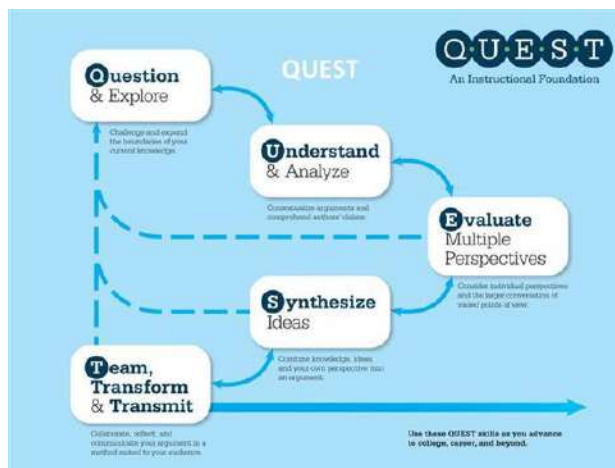 Q·U·E·S·T
An Instructional Foundation
QUEST
Question
& Explore
Challenge and expand
the boundaries of your
current knowledge.
Understand
& Analyze
Contextualize arguments and
comprehend authors' claims.
Evaluate
Multiple
Perspectives
Consider individual perspectives
and the larger conversation of
varied points of view.
Synthesize
Ideas
Combine knowledge, ideas
and your own perspective into
an argument.
Team,
Transform
& Transmit
Collaborate, reflect, and
communicate your argument in a
method suited to your audience.
Use these QUEST skills as you advance
to college, career, and beyond.